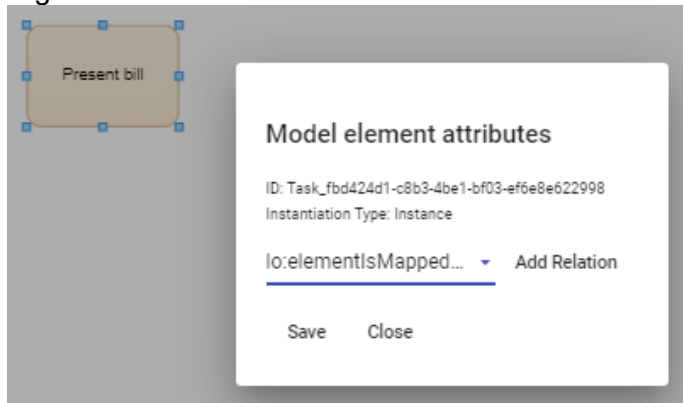 Present bill
Model element attributes
ID: Task_fbd424d1-c8b3-4be1-bf03-ef6e8e622998
Instantiation Type: Instance
lo:elementIsMapped... Add Relation
Save Close